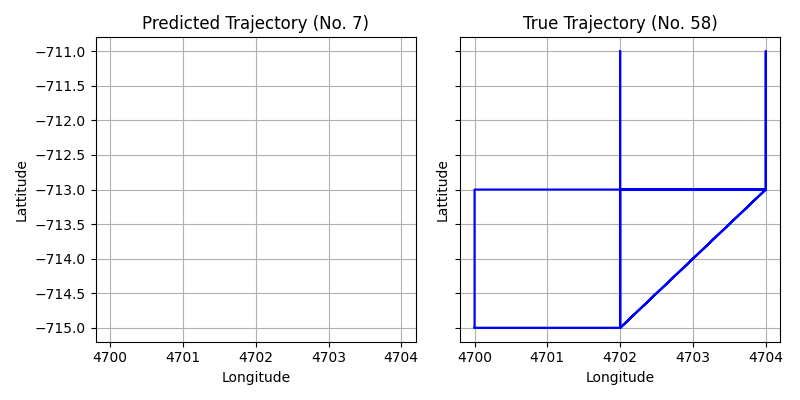 Predicted Trajectory (No. 7)
−711.0
−711.5
−712.0
−712.5
−713.0
−713.5
−714.0
−714.5
−715.0
Lattitude
4700 4701 4702 4703 4704
Longitude
True Trajectory (No. 58)
Lattitude
4700 4701 4702 4703 4704
Longitude